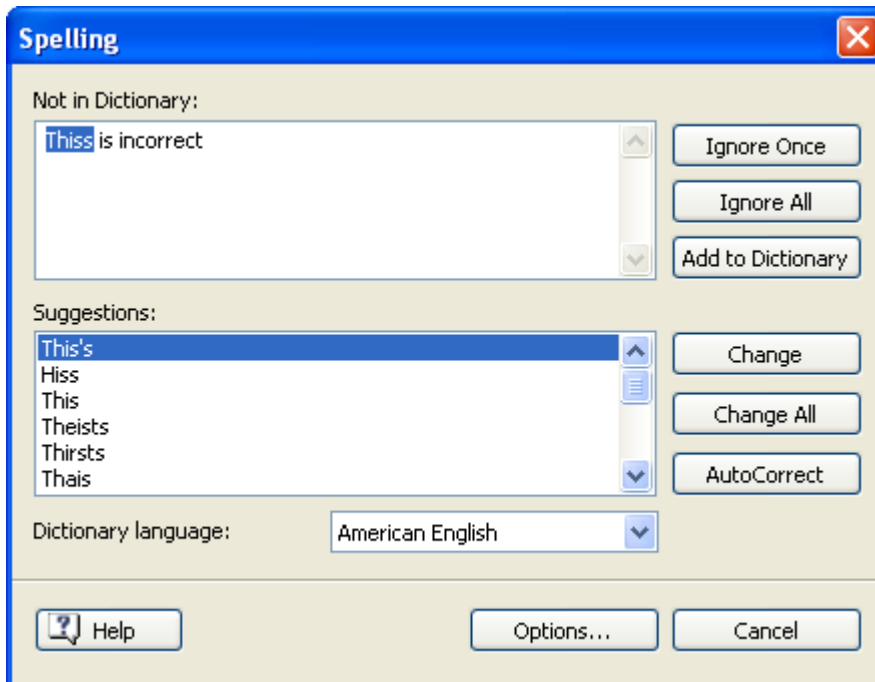 Spelling
Not in Dictionary:
Thiss is incorrect
Ignore Once
Ignore All
Add to Dictionary
Suggestions:
This's
Hiss
This
Theists
Thirsts
Thais
Change
Change All
AutoCorrect
Dictionary language:
American English
Help
Options...
Cancel